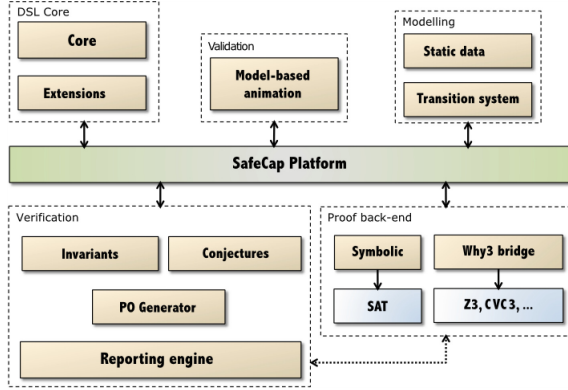 DSL Core
Core
Extensions
Validation
Model-based
animation
Modelling
Static data
Transition system
SafeCap Platform
Verification
Invariants
Conjectures
PO Generator
Reporting engine
Proof back-end
Symbolic
Why3 bridge
SAT
Z3, CVC3, ...